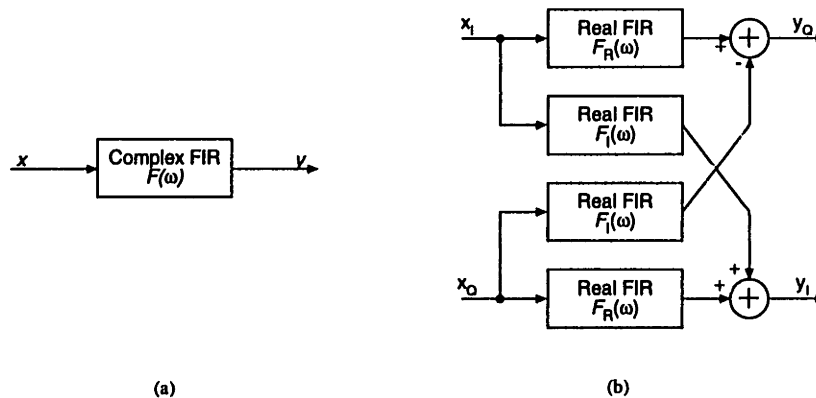 x
Complex FIR
F(ω)
y
(a)
x_I
Real FIR
F_R(ω)
+
+
-
y_Q
Real FIR
F_I(ω)
Real FIR
F_I(ω)
x_Q
Real FIR
F_R(ω)
+
+
+
y_I
(b)